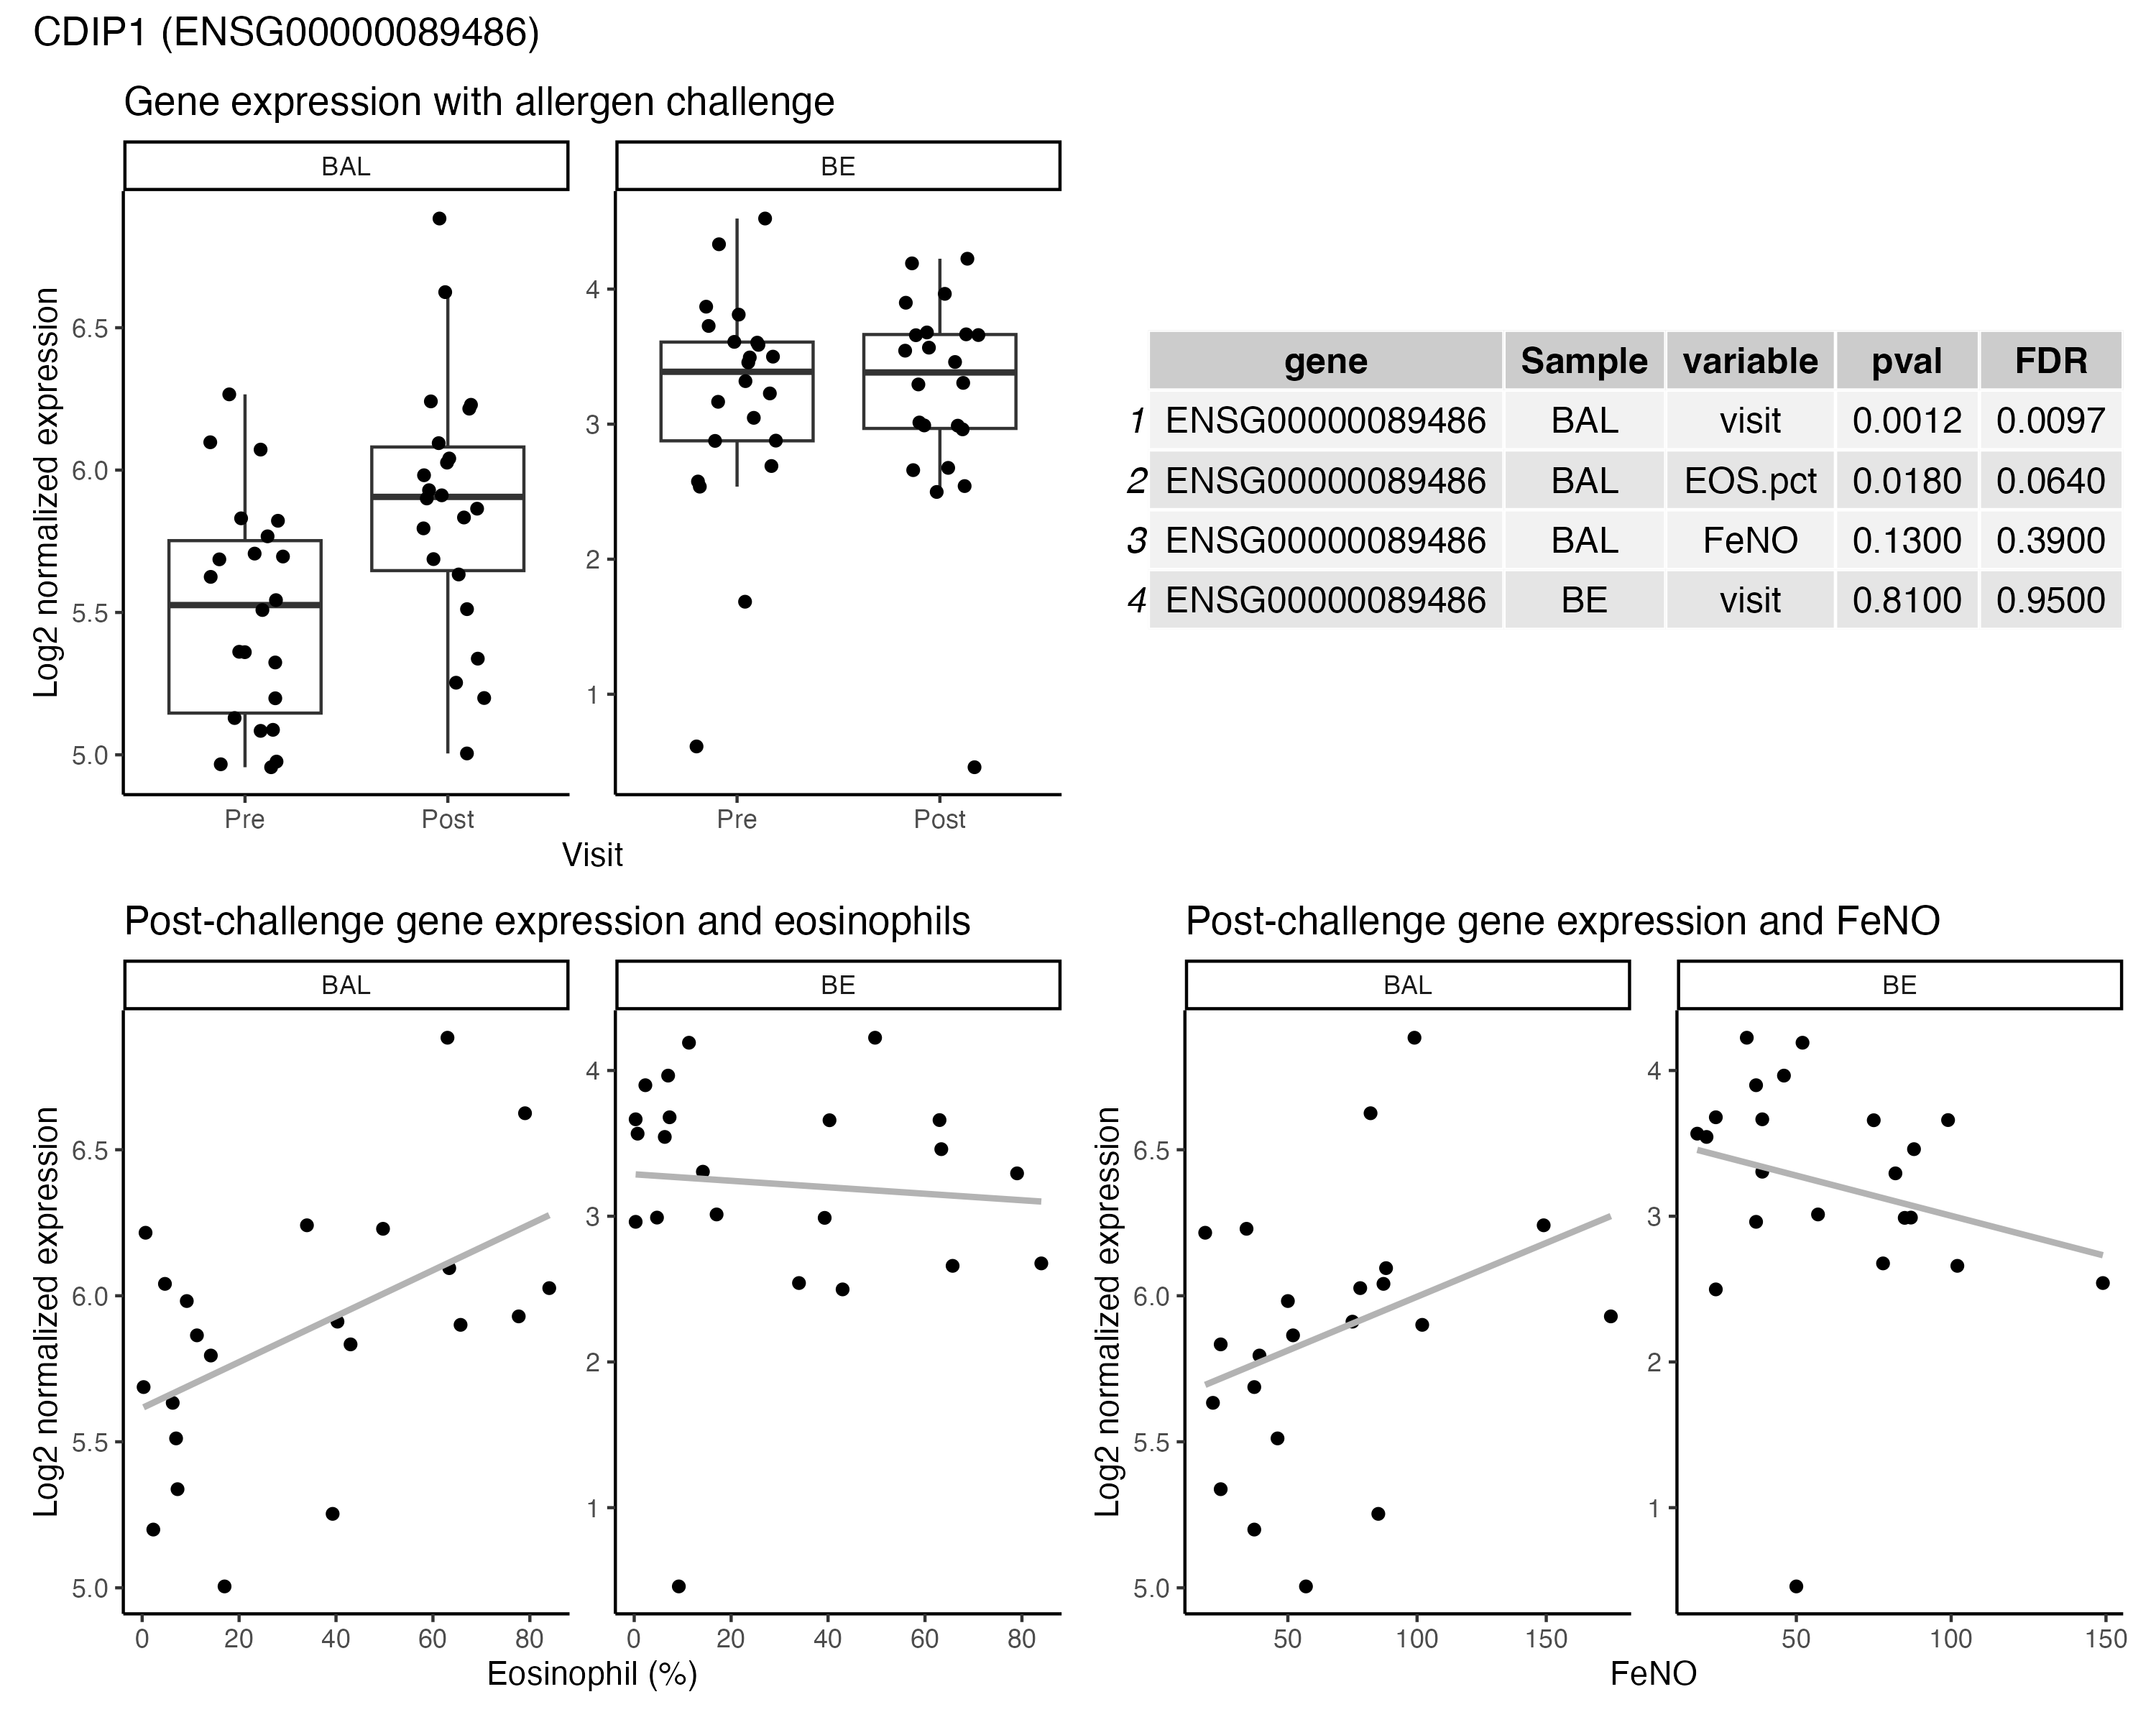 CDIP1 (ENSG00000089486)
Gene expression with allergen challenge
BAL BE
Log2 normalized expression
6.5
6.0
5.5
5.0
4
3
2
1
Pre Post Pre Post
Visit
gene Sample variable pval FDR
1 ENSG00000089486 BAL visit 0.0012 0.0097
2 ENSG00000089486 BAL EOS.pct 0.0180 0.0640
3 ENSG00000089486 BAL FeNO 0.1300 0.3900
4 ENSG00000089486 BE visit 0.8100 0.9500
Post-challenge gene expression and eosinophils
BAL BE
Log2 normalized expression
6.5
6.0
5.5
5.0
4
3
2
1
0 20 40 60 80 0 20 40 60 80
Eosinophil (%)
Post-challenge gene expression and FeNO
BAL BE
Log2 normalized expression
6.5
6.0
5.5
5.0
4
3
2
1
50 100 150 50 100 150
FeNO